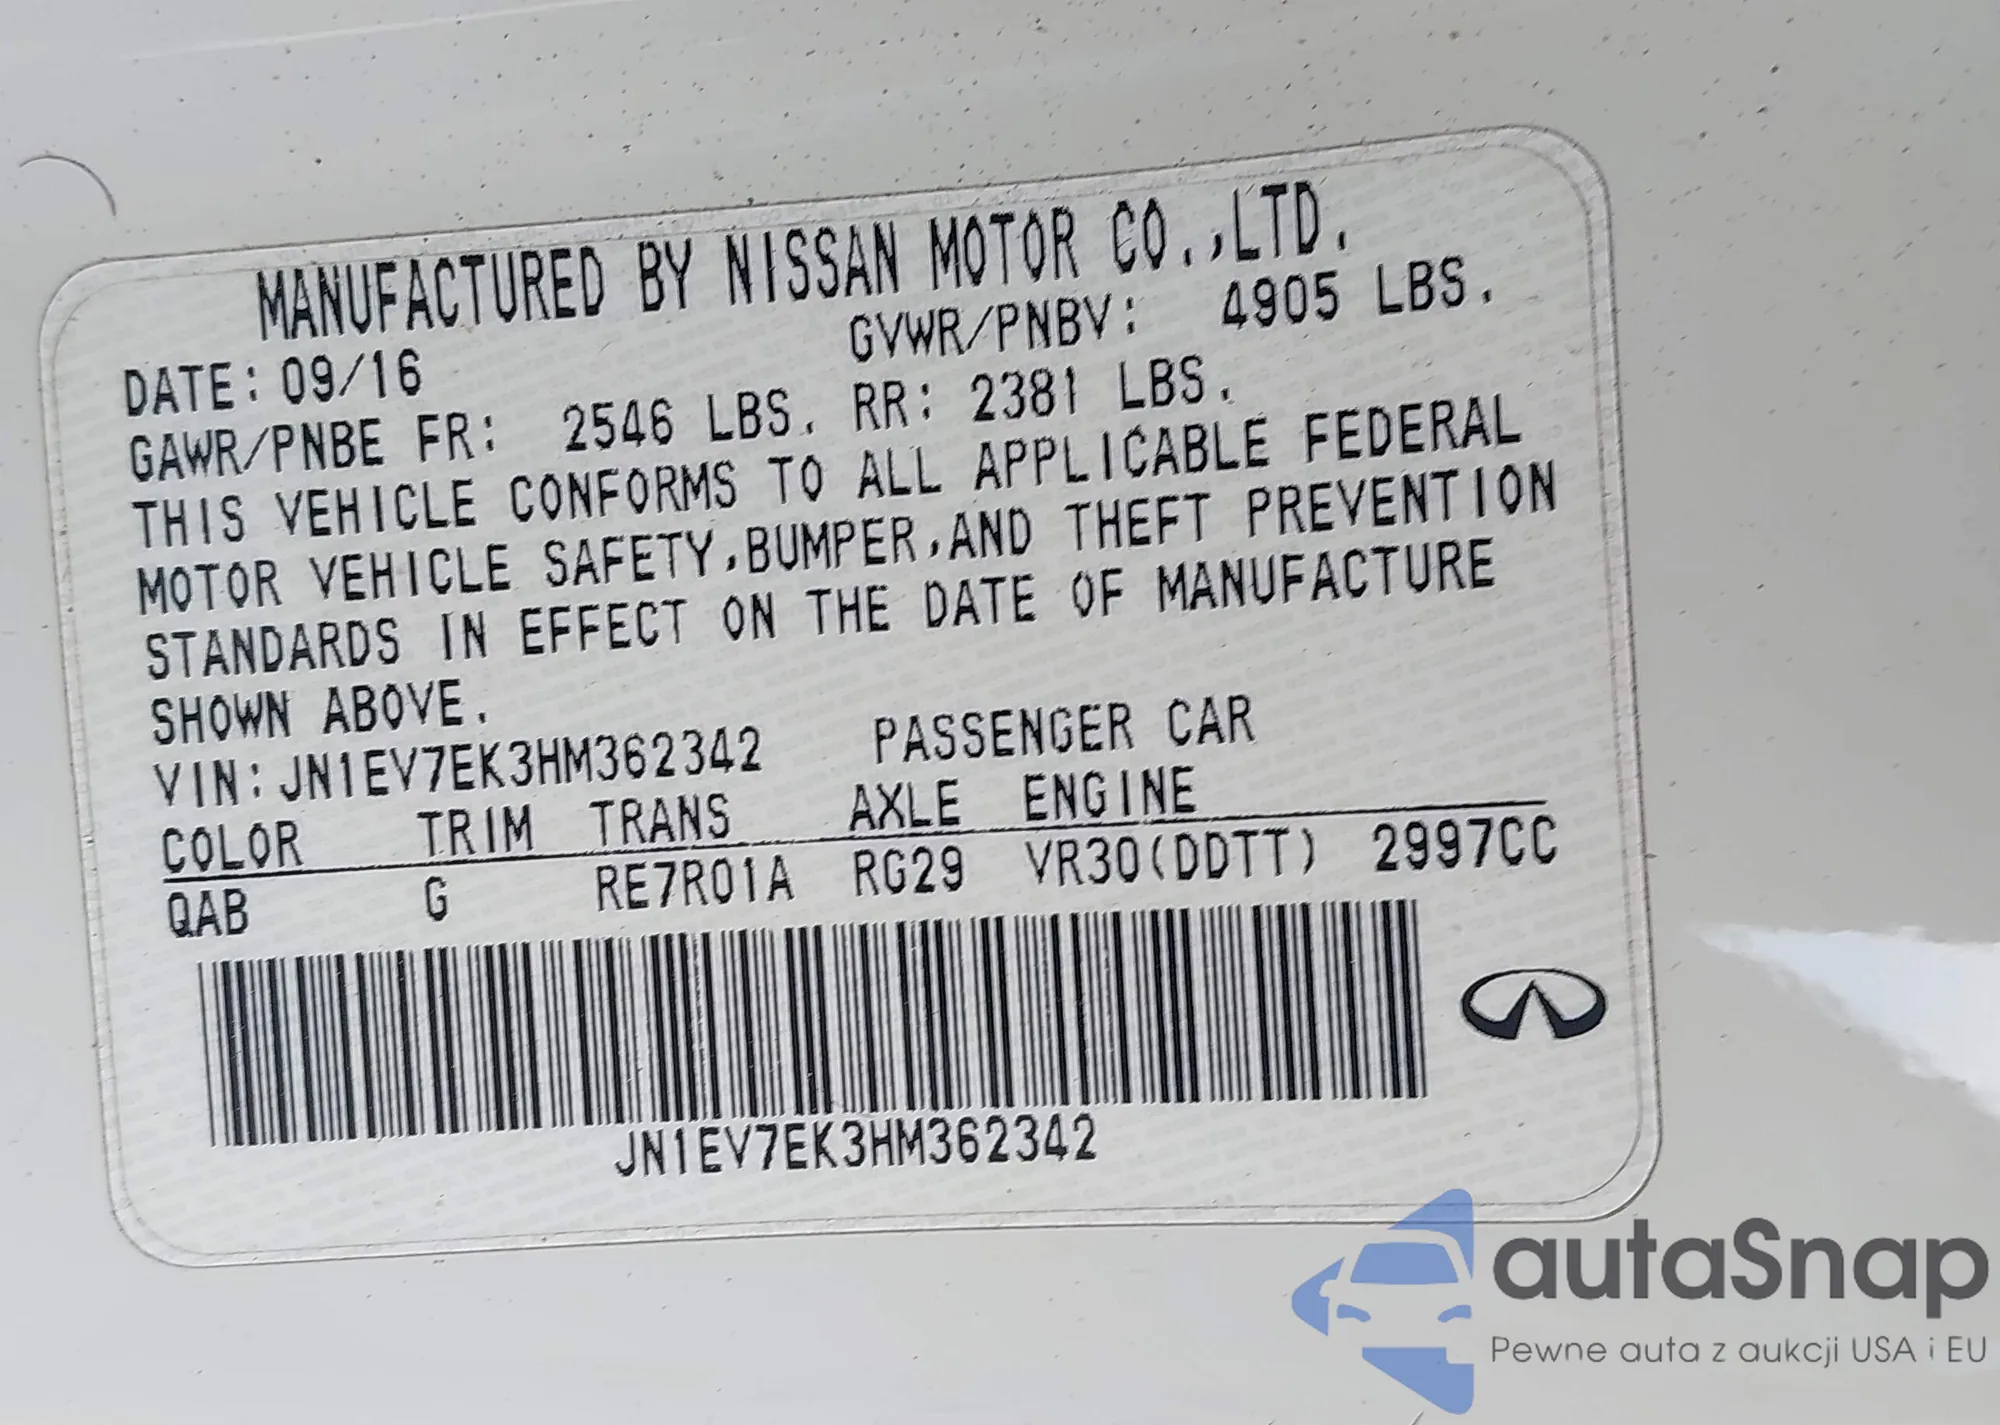 MANUFACTURED BY NISSAN MOTOR CO.,LTD.
DATE: 09/16 GVWR/PNBV: 4905 LBS.
GAWR/PNBE FR: 2546 LBS. RR: 2381 LBS.
THIS VEHICLE CONFORMS TO ALL APPLICABLE FEDERAL
MOTOR VEHICLE SAFETY,BUMPER,AND THEFT PREVENTION
STANDARDS IN EFFECT ON THE DATE OF MANUFACTURE
SHOWN ABOVE.
VIN:JN1EV7EK3HM362342 PASSENGER CAR
COLOR TRIM TRANS AXLE ENGINE
QAB G RE7R01A RG29 VR30(DDTT) 2997CC
JN1EV7EK3HM362342
autaSnap
Pewne auta z aukcji USA i EU